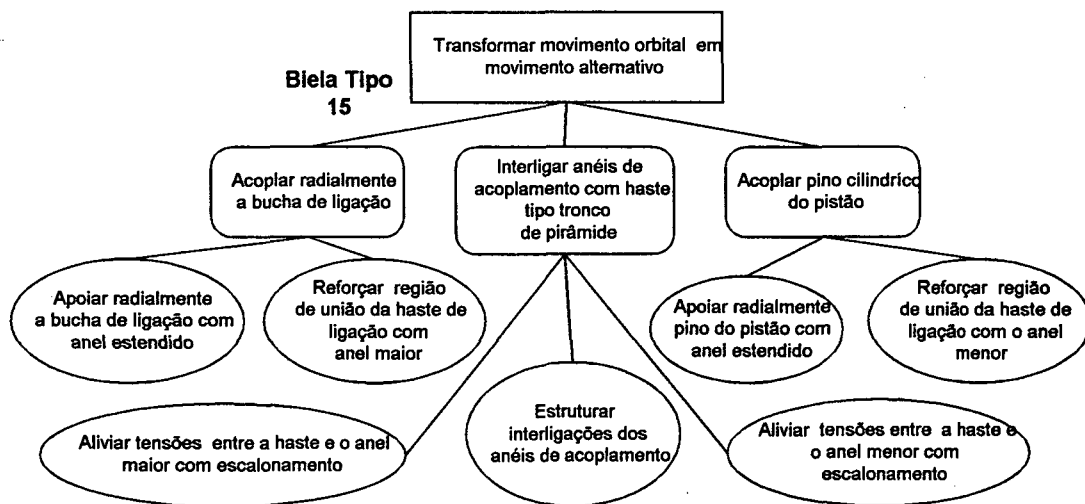 Transformar movimento orbital em
movimento alternativo
Biela Tipo
15
Acoplar radialmente
a bucha de ligação
Interligar anéis de
acoplamento com haste
tipo tronco
de pirâmide
Acoplar pino cilindríco
do pistão
Apoiar radialmente
a bucha de ligação com
anel estendido
Reforçar região
de união da haste de
ligação com
anel maior
Apoiar radialmente
pino do pistão com
anel estendido
Reforçar região
de união da haste de
ligação com o anel
menor
Aliviar tensões entre a haste e o anel
maior com escalonamento
Estruturar
interligações dos
anéis de acoplamento
Aliviar tensões entre a haste e
o anel menor com
escalonamento